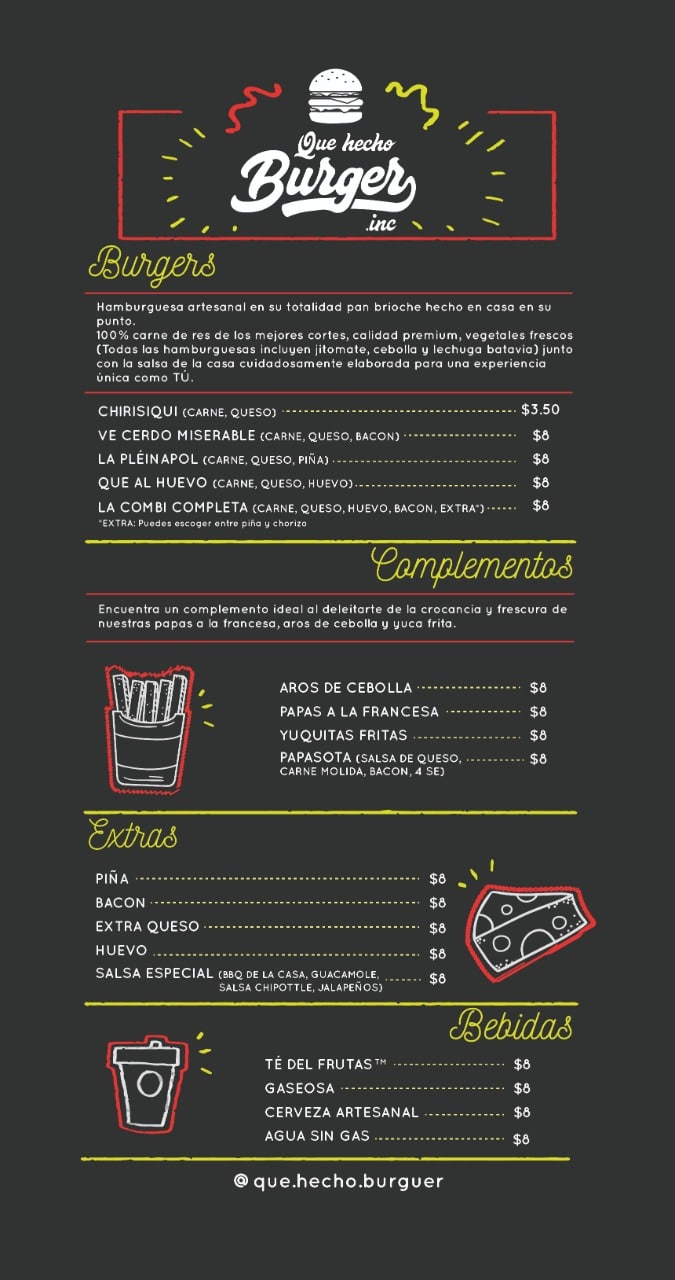 Que hecho
Burger
.inc
Burgers
Hamburguesa artesanal en su totalidad pan brioche hecho en casa en su
punto.
100% carne de res de los mejores cortes, calidad premium, vegetales frescos
(Todas las hamburguesas incluyen jitomate, cebolla y lechuga batavia) junto
con la salsa de la casa cuidadosamente elaborada para una experiencia
única como TÚ.
CHIRISIQUI (CARNE, QUESO) $3.50
VE CERDO MISERABLE (CARNE, QUESO, BACON) $8
LA PLÉINAPOL (CARNE, QUESO, PIÑA) $8
QUE AL HUEVO (CARNE, QUESO, HUEVO) $8
LA COMBI COMPLETA (CARNE, QUESO, HUEVO, BACON, EXTRA*) $8
*EXTRA: Puedes escoger entre piña y chorizo
Complementos
Encuentra un complemento ideal al deleitarte de la crocancia y frescura de
nuestras papas a la francesa, aros de cebolla y yuca frita.
AROS DE CEBOLLA $8
PAPAS A LA FRANCESA $8
YUQUITAS FRITAS $8
PAPASOTA (SALSA DE QUESO, $8
CARNE MOLIDA, BACON, 4 SE)
Extras
PIÑA $8
BACON $8
EXTRA QUESO $8
HUEVO $8
SALSA ESPECIAL (BBQ DE LA CASA, GUACAMOLE, $8
SALSA CHIPOTTLE, JALAPEÑOS)
Bebidas
TÉ DEL FRUTAS™ $8
GASEOSA $8
CERVEZA ARTESANAL $8
AGUA SIN GAS $8
@que.hecho.burguer